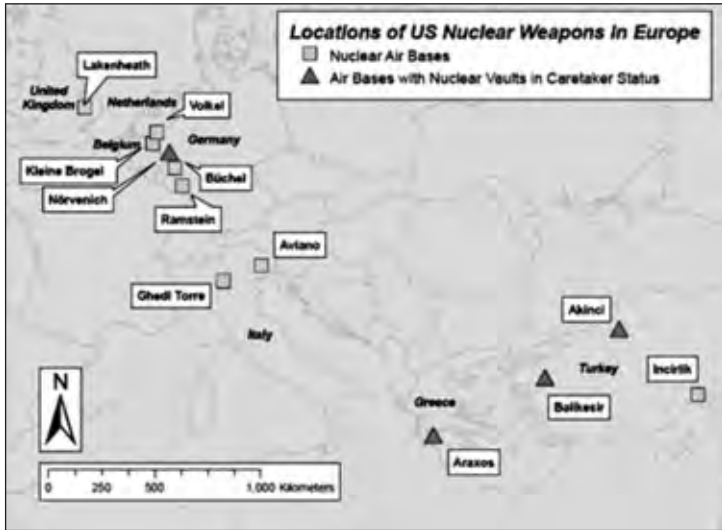 Locations of US Nuclear Weapons in Europe
Nuclear Air Bases
Air Bases with Nuclear Vaults in Caretaker Status
Lakenheath
United
Kingdom
Netherlands
Volkel
Belgium
Germany
Kleine Brogel
Büchel
Nörvenich
Ramstein
Aviano
Ghedi Torre
Italy
Akinci
Turkey
Incirlik
Balikesir
Greece
Araxos
N
0 250 500 1,000 Kilometers